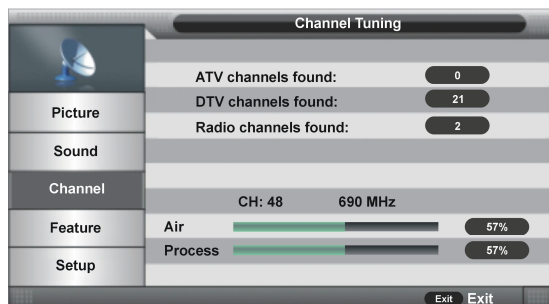 Channel Tuning
ATV channels found: 0
DTV channels found: 21
Radio channels found: 2
Picture
Sound
Channel
Feature
Setup
CH: 48 690 MHz
Air 57%
Process 57%
Exit Exit